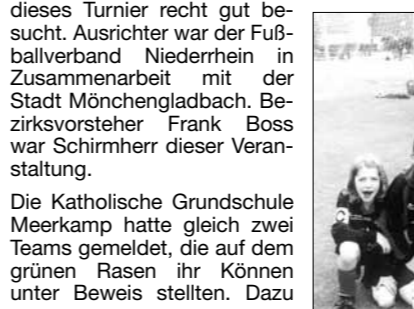 dieses Turnier recht gut be-
sucht. Ausrichter war der Fuß-
ballverband Niederrhein in
Zusammenarbeit mit der
Stadt Mönchengladbach. Be-
zirksvorsteher Frank Boss
war Schirmherr dieser Veran-
staltung.
Die Katholische Grundschule
Meerkamp hatte gleich zwei
Teams gemeldet, die auf dem
grünen Rasen ihr Können
unter Beweis stellten. Dazu